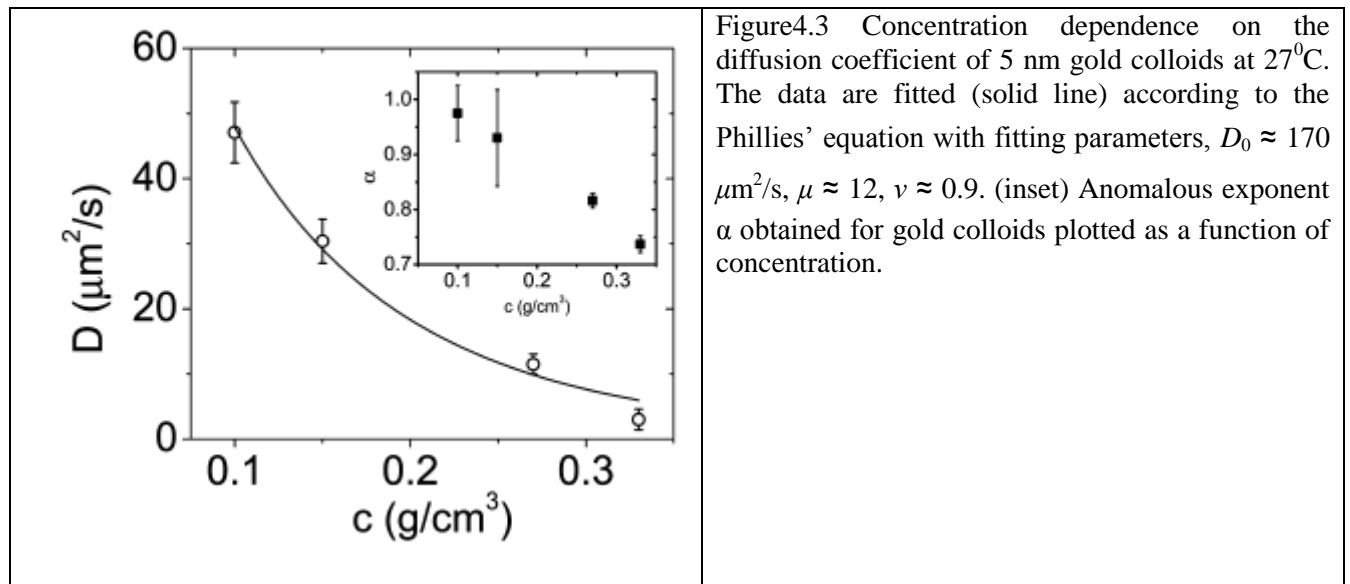 60
40
20
0
D (μm²/s)
0.1 0.2 0.3
c (g/cm³)
1.0
0.9
0.8
0.7
α
0.1 0.2 0.3
c (g/cm³)
Figure4.3 Concentration dependence on the
diffusion coefficient of 5 nm gold colloids at 27⁰C.
The data are fitted (solid line) according to the
Phillies’ equation with fitting parameters, D₀ ≈ 170
μm²/s, μ ≈ 12, ν ≈ 0.9. (inset) Anomalous exponent
α obtained for gold colloids plotted as a function of
concentration.